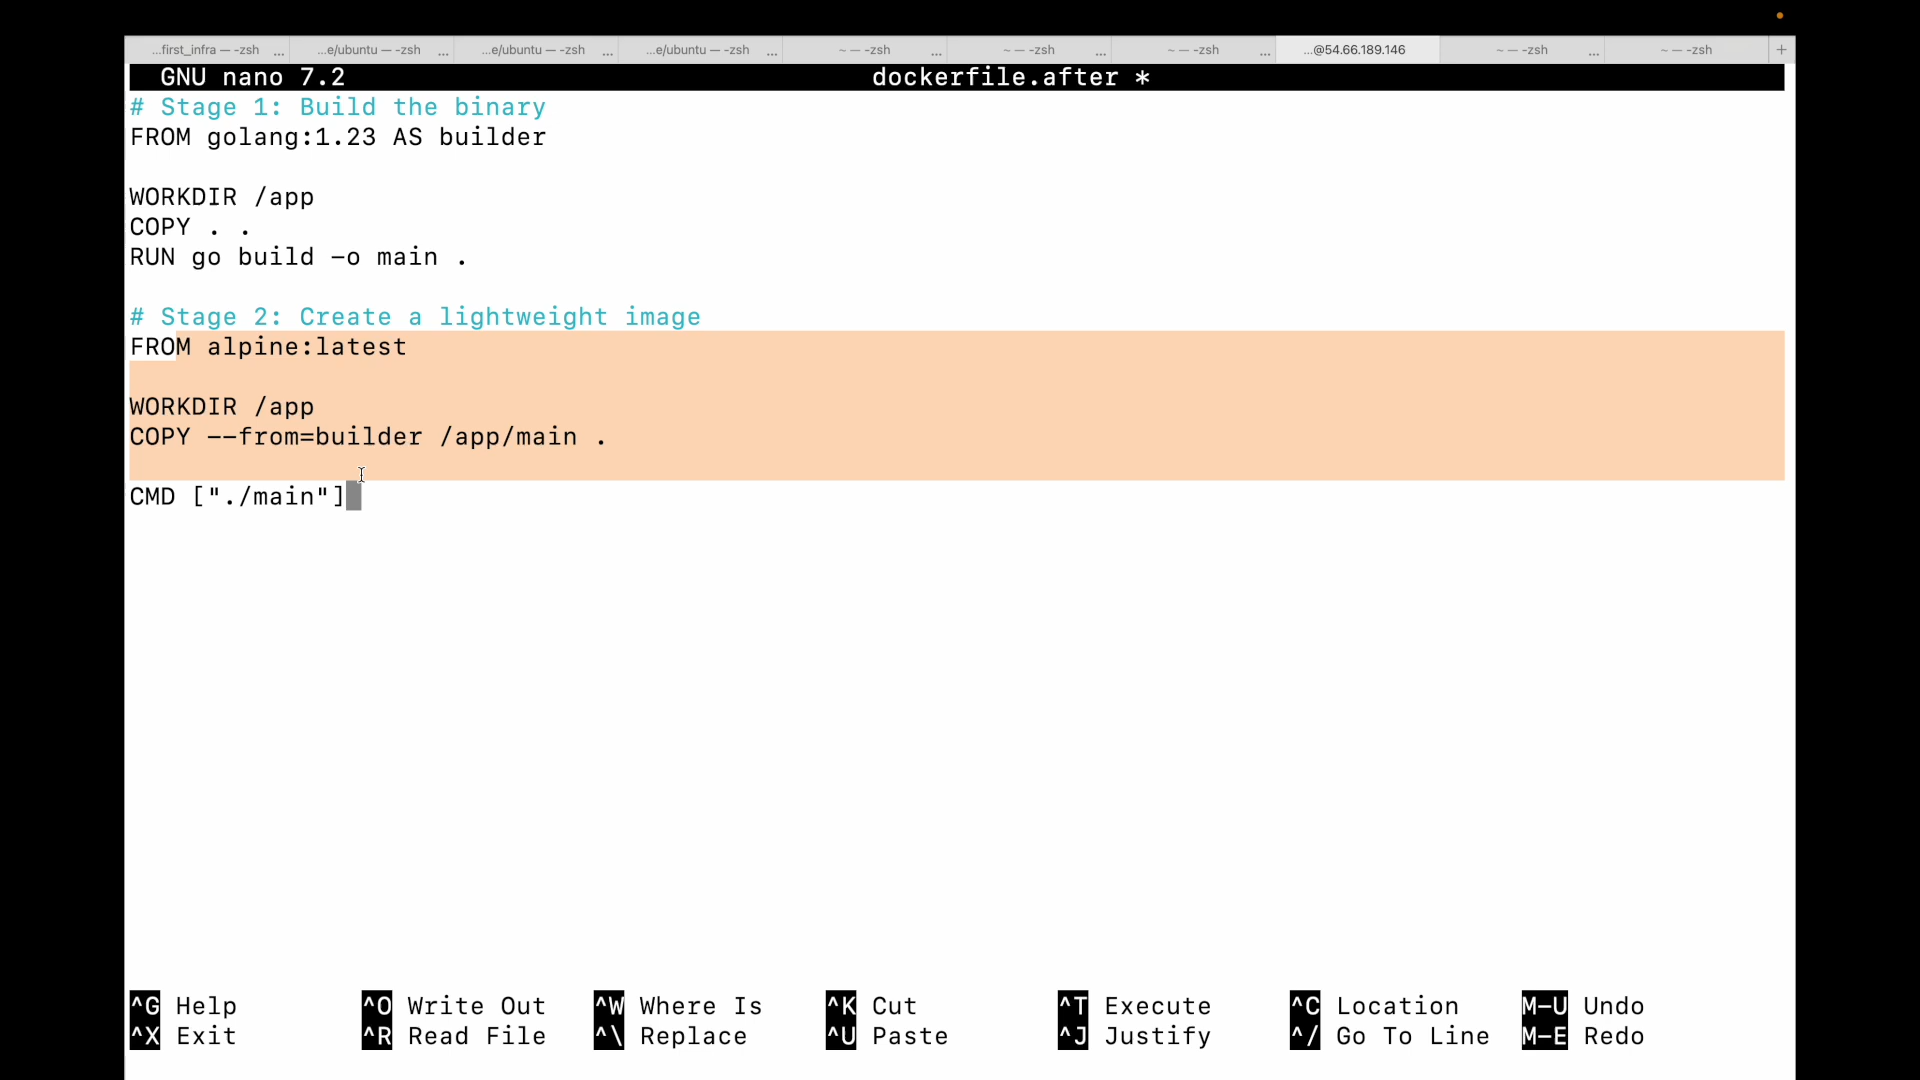 ...first_infra — -zsh ... ...e/ubuntu — -zsh ... ...e/ubuntu — -zsh ... ...e/ubuntu — -zsh ... ~ — -zsh ... ~ — -zsh ... ~ — -zsh ... ...@54.66.189.146 ~ — -zsh ... ~ — -zsh +
GNU nano 7.2 dockerfile.after *
# Stage 1: Build the binary
FROM golang:1.23 AS builder
WORKDIR /app
COPY . .
RUN go build -o main .
# Stage 2: Create a lightweight image
FROM alpine:latest
WORKDIR /app
COPY --from=builder /app/main .
CMD ["./main"]
^G Help ^O Write Out ^W Where Is ^K Cut ^T Execute ^C Location M-U Undo
^X Exit ^R Read File ^\ Replace ^U Paste ^J Justify ^/ Go To Line M-E Redo